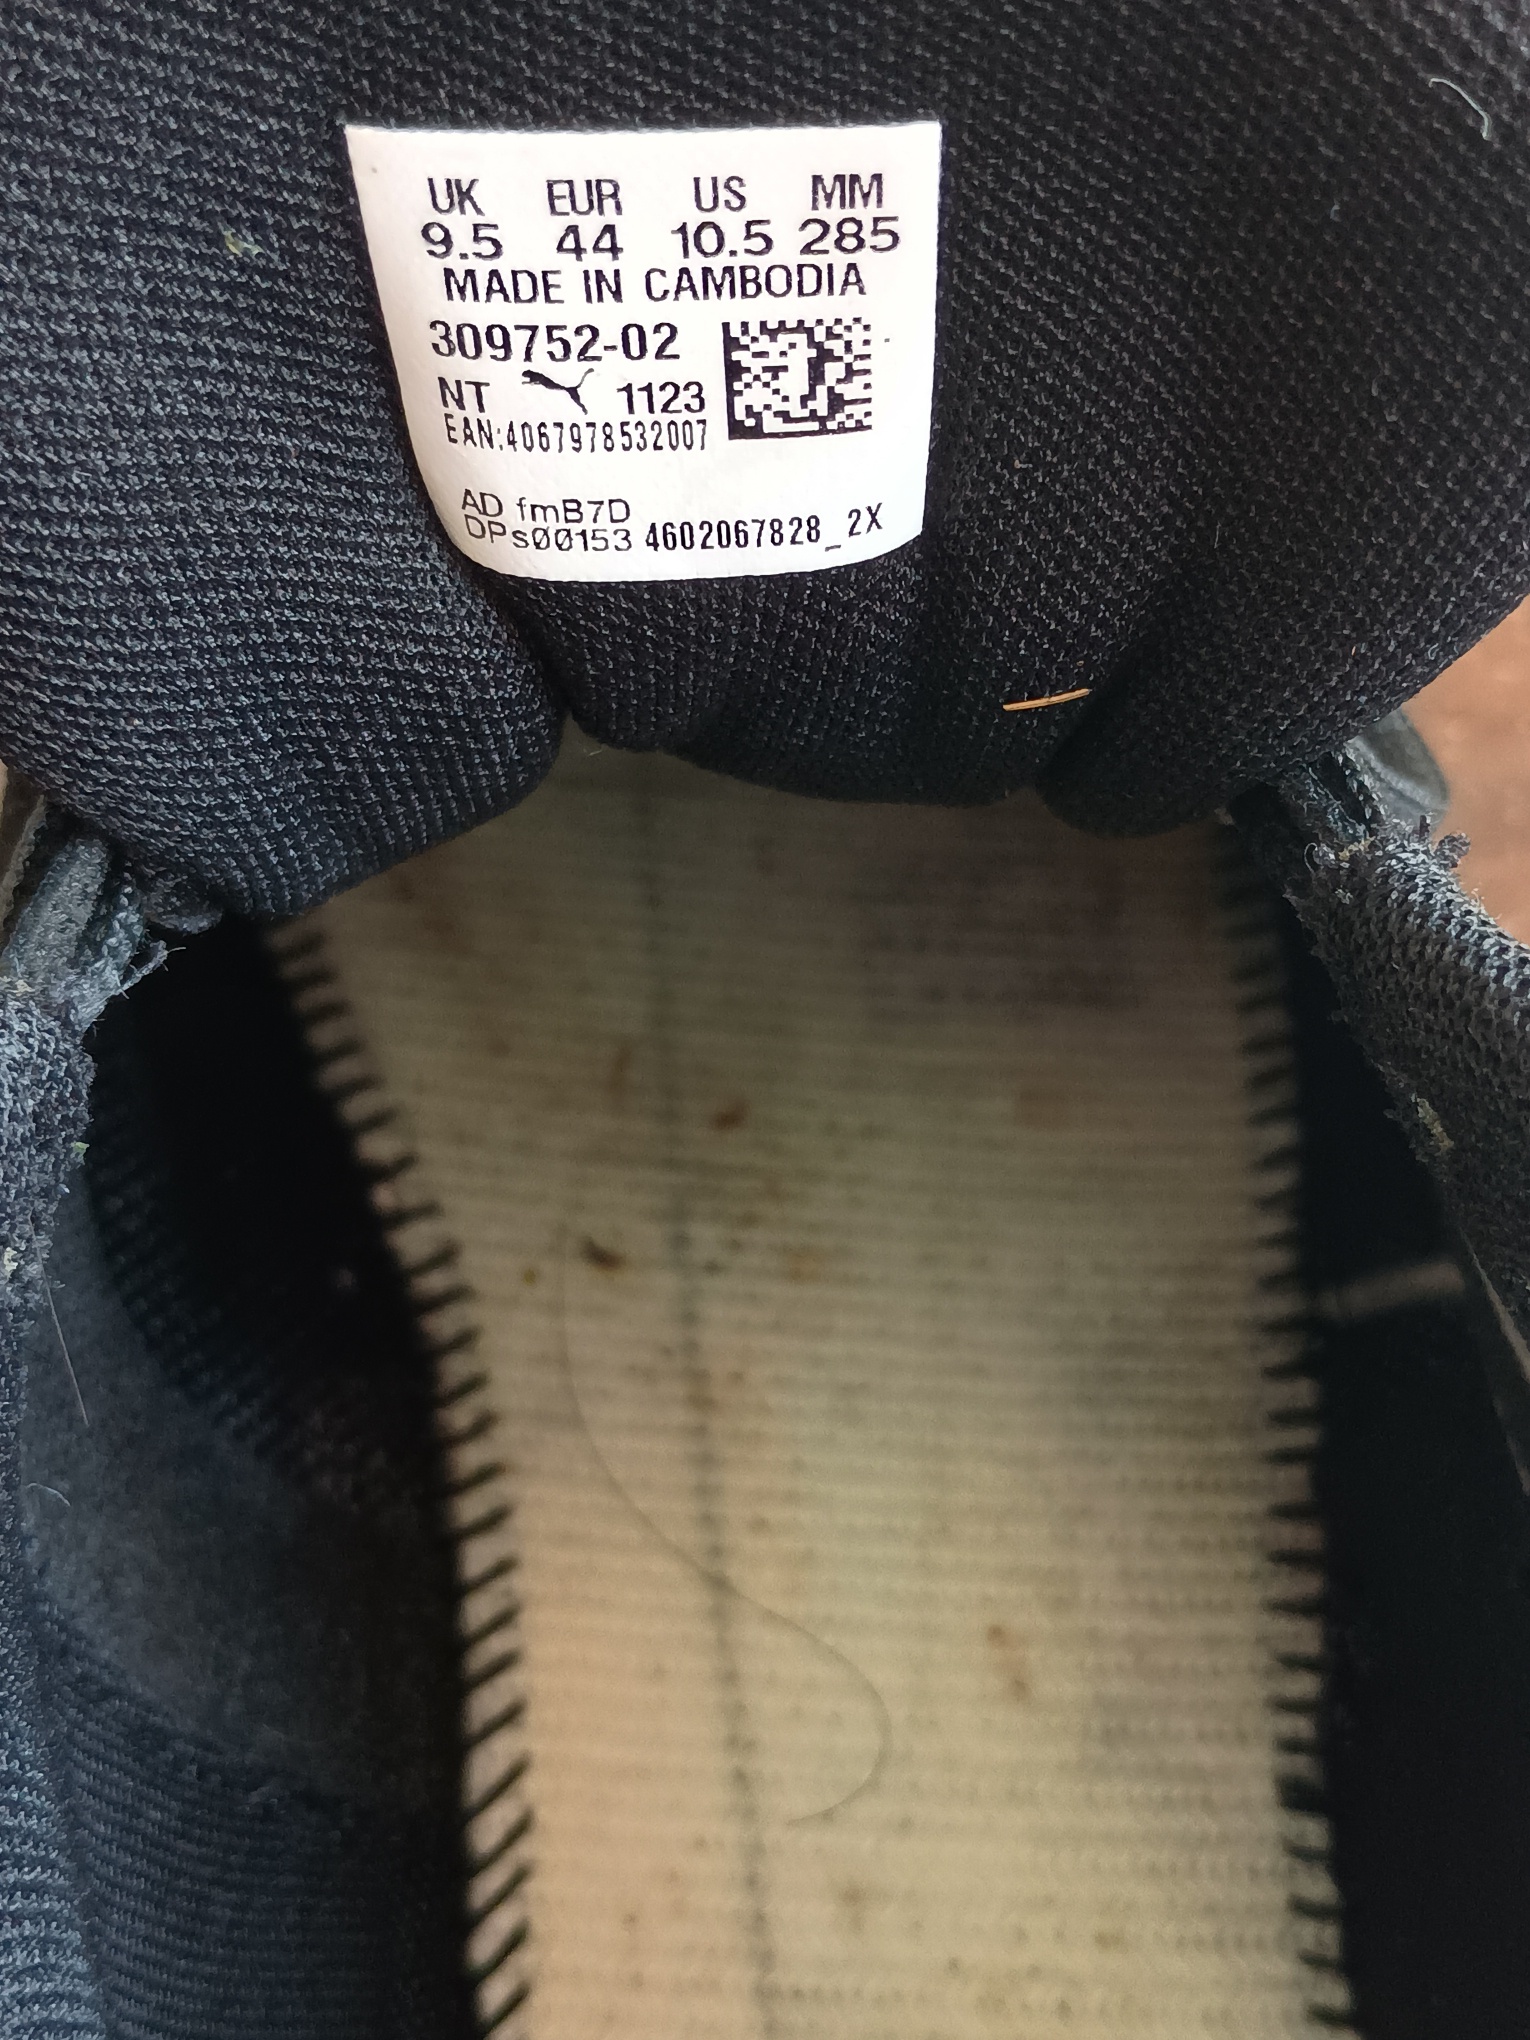 UK EUR US MM
9.5 44 10.5 285
MADE IN CAMBODIA
309752-02
NT 1123
EAN:4067978532007
AD fmB7D
DPs00153 4602067828_2X